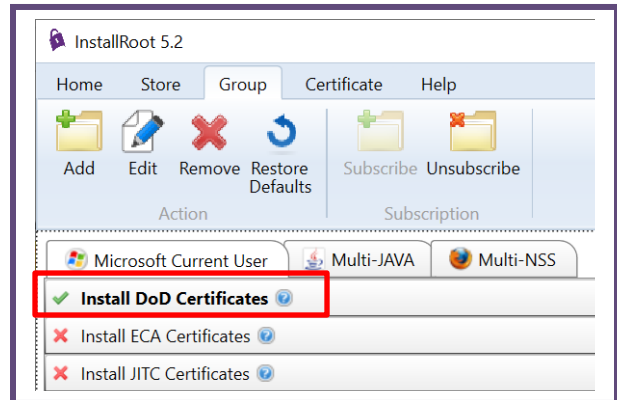 InstallRoot 5.2
Home Store Group Certificate Help
Add Edit Remove Restore Defaults Subscribe Unsubscribe
Action Subscription
Microsoft Current User Multi-JAVA Multi-NSS
Install DoD Certificates ?
Install ECA Certificates ?
Install JITC Certificates ?